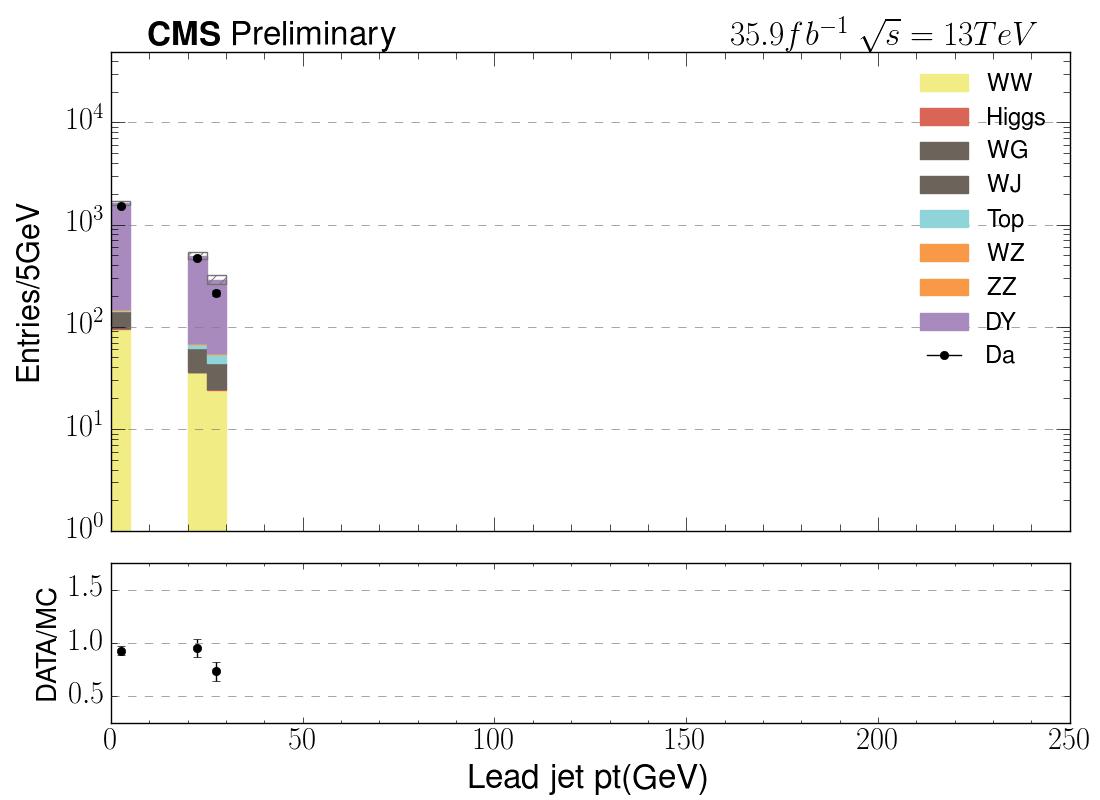 CMS Preliminary
35.9fb⁻¹ √s = 13TeV
Entries/5GeV
10⁴
10³
10²
10¹
10⁰
WW
Higgs
WG
WJ
Top
WZ
ZZ
DY
Da
DATA/MC
1.5
1.0
0.5
0 50 100 150 200 250
Lead jet pt(GeV)